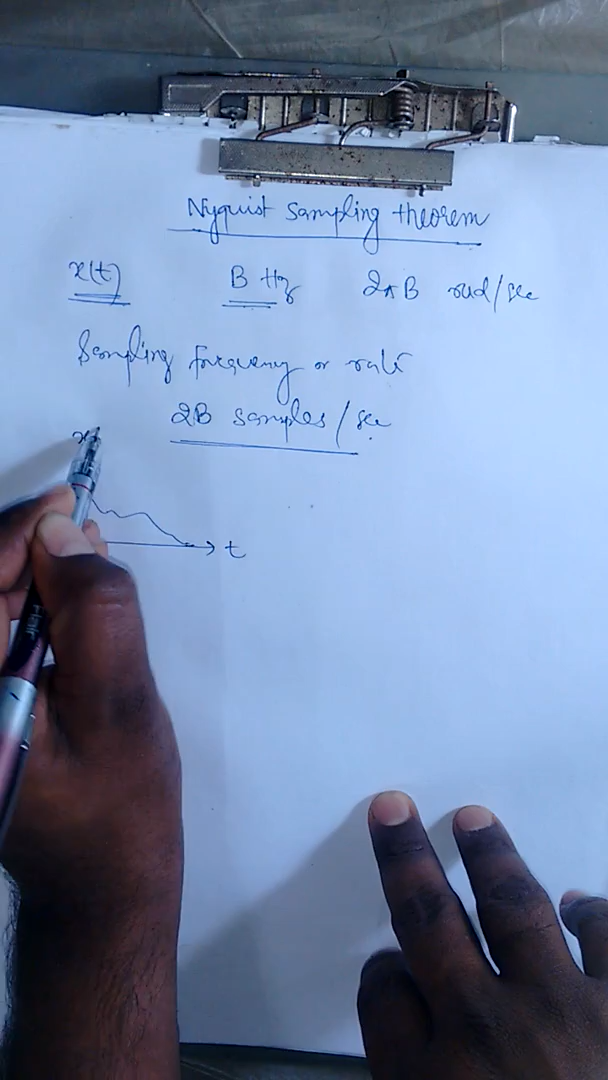 Nyquist Sampling theorem
x(t) B Hz 2πB rad/sec
Sampling frequency or rate
2B samples/sec
x
t